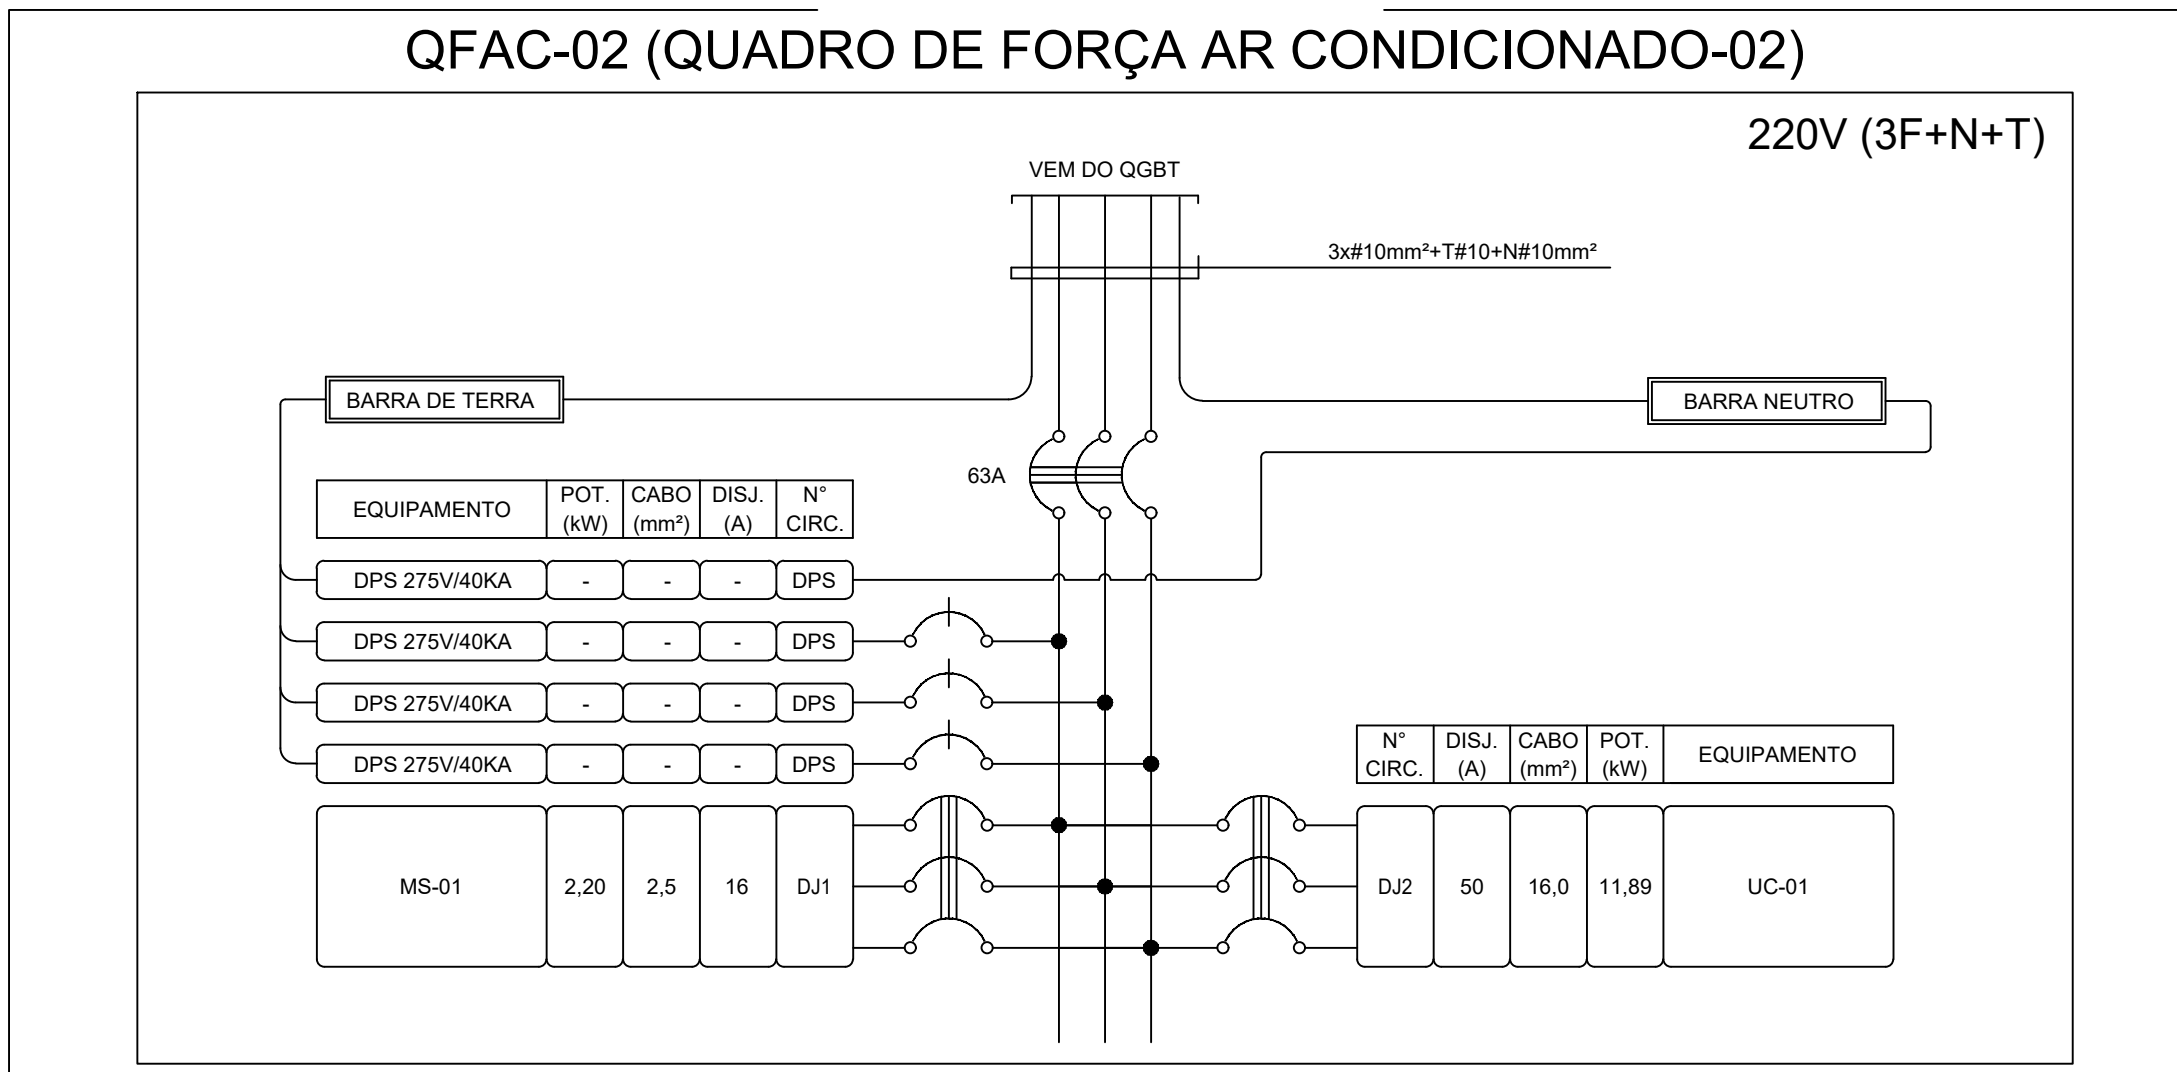 QFAC-02 (QUADRO DE FORÇA AR CONDICIONADO-02)
220V (3F+N+T)
VEM DO QGBT
3x#10mm²+T#10+N#10mm²
BARRA DE TERRA
BARRA NEUTRO
63A
EQUIPAMENTO POT. (kW) CABO (mm²) DISJ. (A) N° CIRC.
DPS 275V/40KA - - - DPS
DPS 275V/40KA - - - DPS
DPS 275V/40KA - - - DPS
DPS 275V/40KA - - - DPS
MS-01 2,20 2,5 16 DJ1
N° CIRC. DISJ. (A) CABO (mm²) POT. (kW) EQUIPAMENTO
DJ2 50 16,0 11,89 UC-01